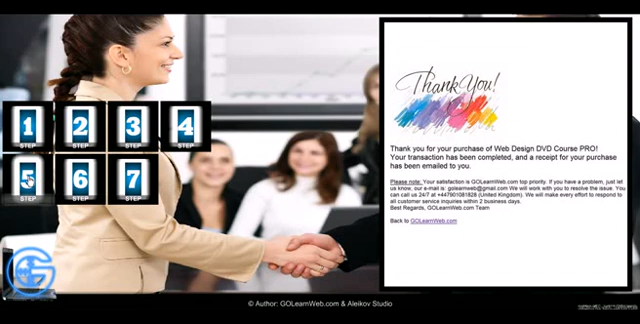 1
STEP
2
STEP
3
STEP
4
STEP
5
STEP
6
STEP
7
STEP
Thank You!
Thank you for your purchase of Web Design DVD Course PRO!
Your transaction has been completed, and a receipt for your purchase
has been emailed to you.
Please note. Your satisfaction is GOLearnWeb.com top priority. If you have a problem, just let
us know, our e-mail is: golearnweb@gmail.com We will work with you to resolve the issue. You
can call us 24/7 at +447901081828 (United Kingdom). We will make every effort to respond to
all customer service inquiries within 2 business days.
Best Regards, GOLearnWeb.com Team
Back to GOLearnWeb.com
© Author: GOLearnWeb.com & Aleikov Studio